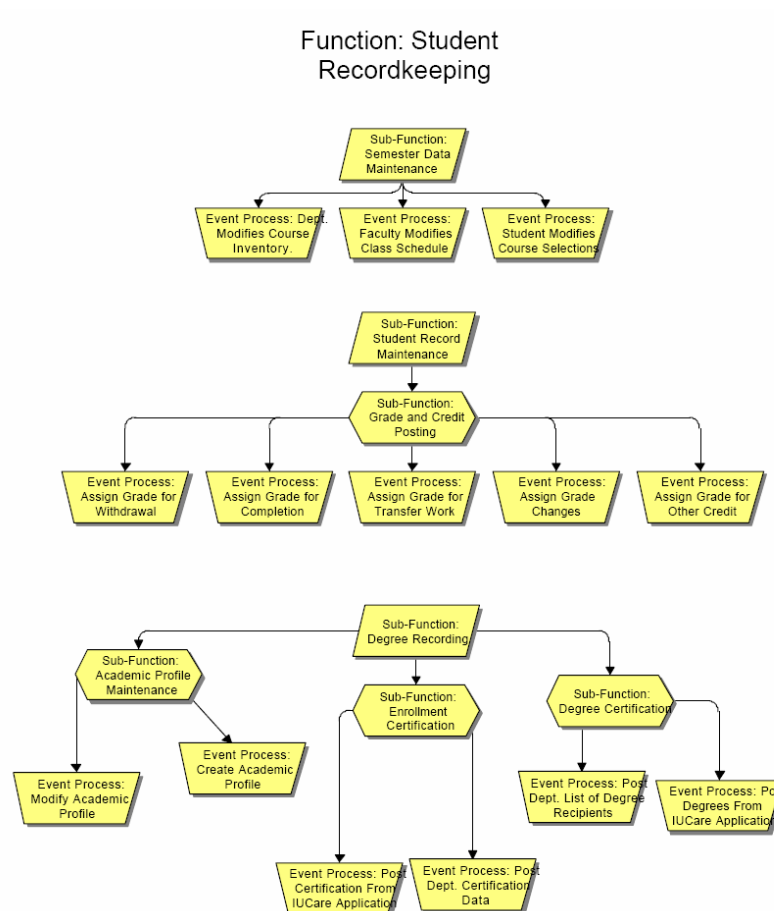 Function: Student
Recordkeeping
Sub-Function:
Semester Data
Maintenance
Event Process: Dept.
Modifies Course
Inventory.
Event Process:
Faculty Modifies
Class Schedule
Event Process:
Student Modifies
Course Selections
Sub-Function:
Student Record
Maintenance
Sub-Function:
Grade and Credit
Posting
Event Process:
Assign Grade for
Withdrawal
Event Process:
Assign Grade for
Completion
Event Process:
Assign Grade for
Transfer Work
Event Process:
Assign Grade
Changes
Event Process:
Assign Grade for
Other Credit
Sub-Function:
Degree Recording
Sub-Function:
Academic Profile
Maintenance
Sub-Function:
Enrollment
Certification
Sub-Function:
Degree Certification
Event Process:
Modify Academic
Profile
Event Process:
Create Academic
Profile
Event Process: Post
Certification From
IUCare Application
Event Process: Post
Dept. Certification
Data
Event Process: Post
Dept. List of Degree
Recipients
Event Process:
Degrees From
IUCare Application